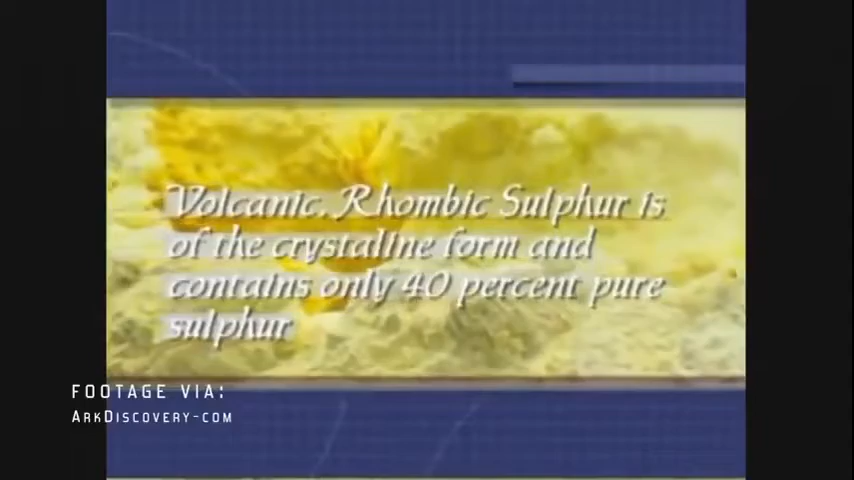 Volcanic, Rhombic Sulphur is
of the crystaline form and
contains only 40 percent pure
sulphur
FOOTAGE VIA:
ARKDISCOVERY-COM